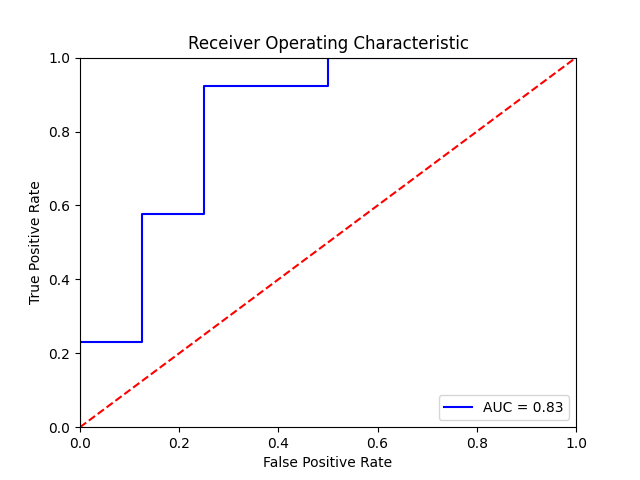 Receiver Operating Characteristic
True Positive Rate
1.0
0.8
0.6
0.4
0.2
0.0
0.0 0.2 0.4 0.6 0.8 1.0
False Positive Rate
AUC = 0.83